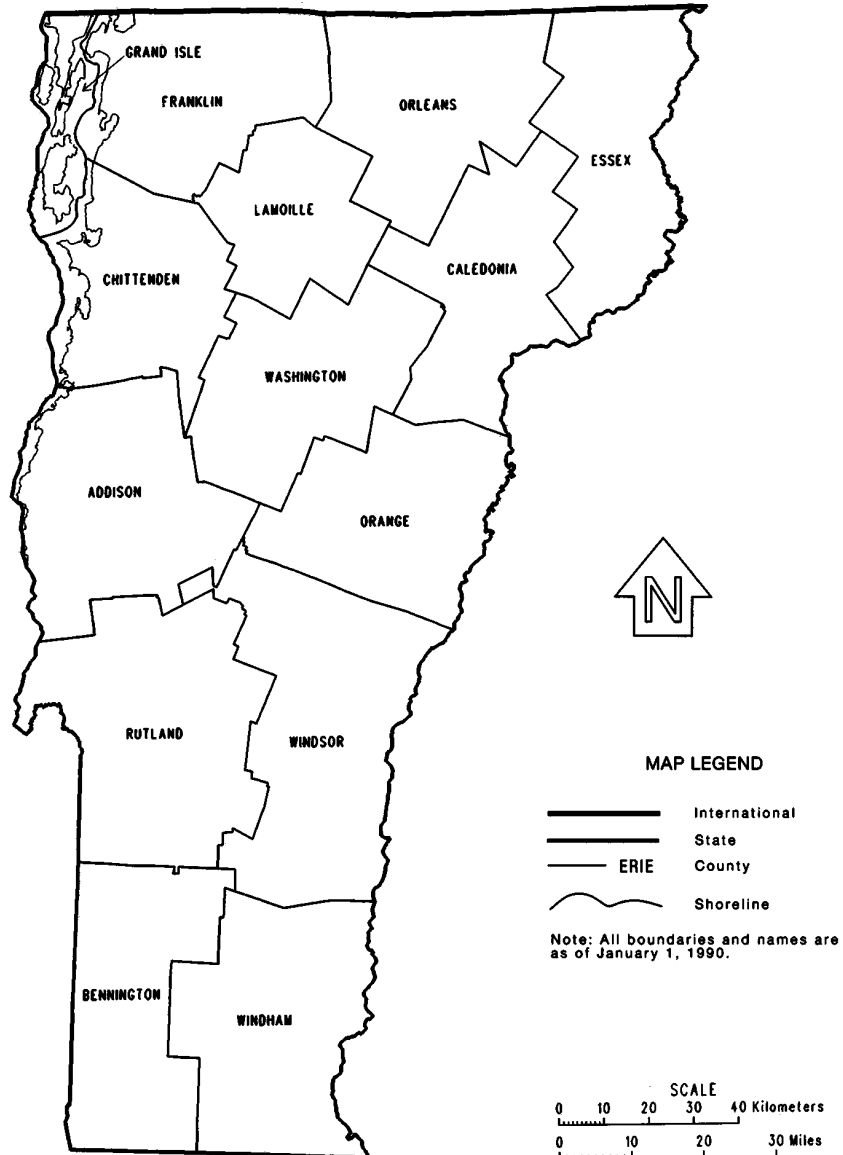 GRAND ISLE
FRANKLIN
ORLEANS
ESSEX
LAMOILLE
CHITTENDEN
CALEDONIA
WASHINGTON
ADDISON
ORANGE
N
RUTLAND
WINDSOR
MAP LEGEND
International
State
ERIE County
Shoreline
Note: All boundaries and names are
as of January 1, 1990.
BENNINGTON
WINDHAM
SCALE
0 10 20 30 40 Kilometers
0 10 20 30 Miles